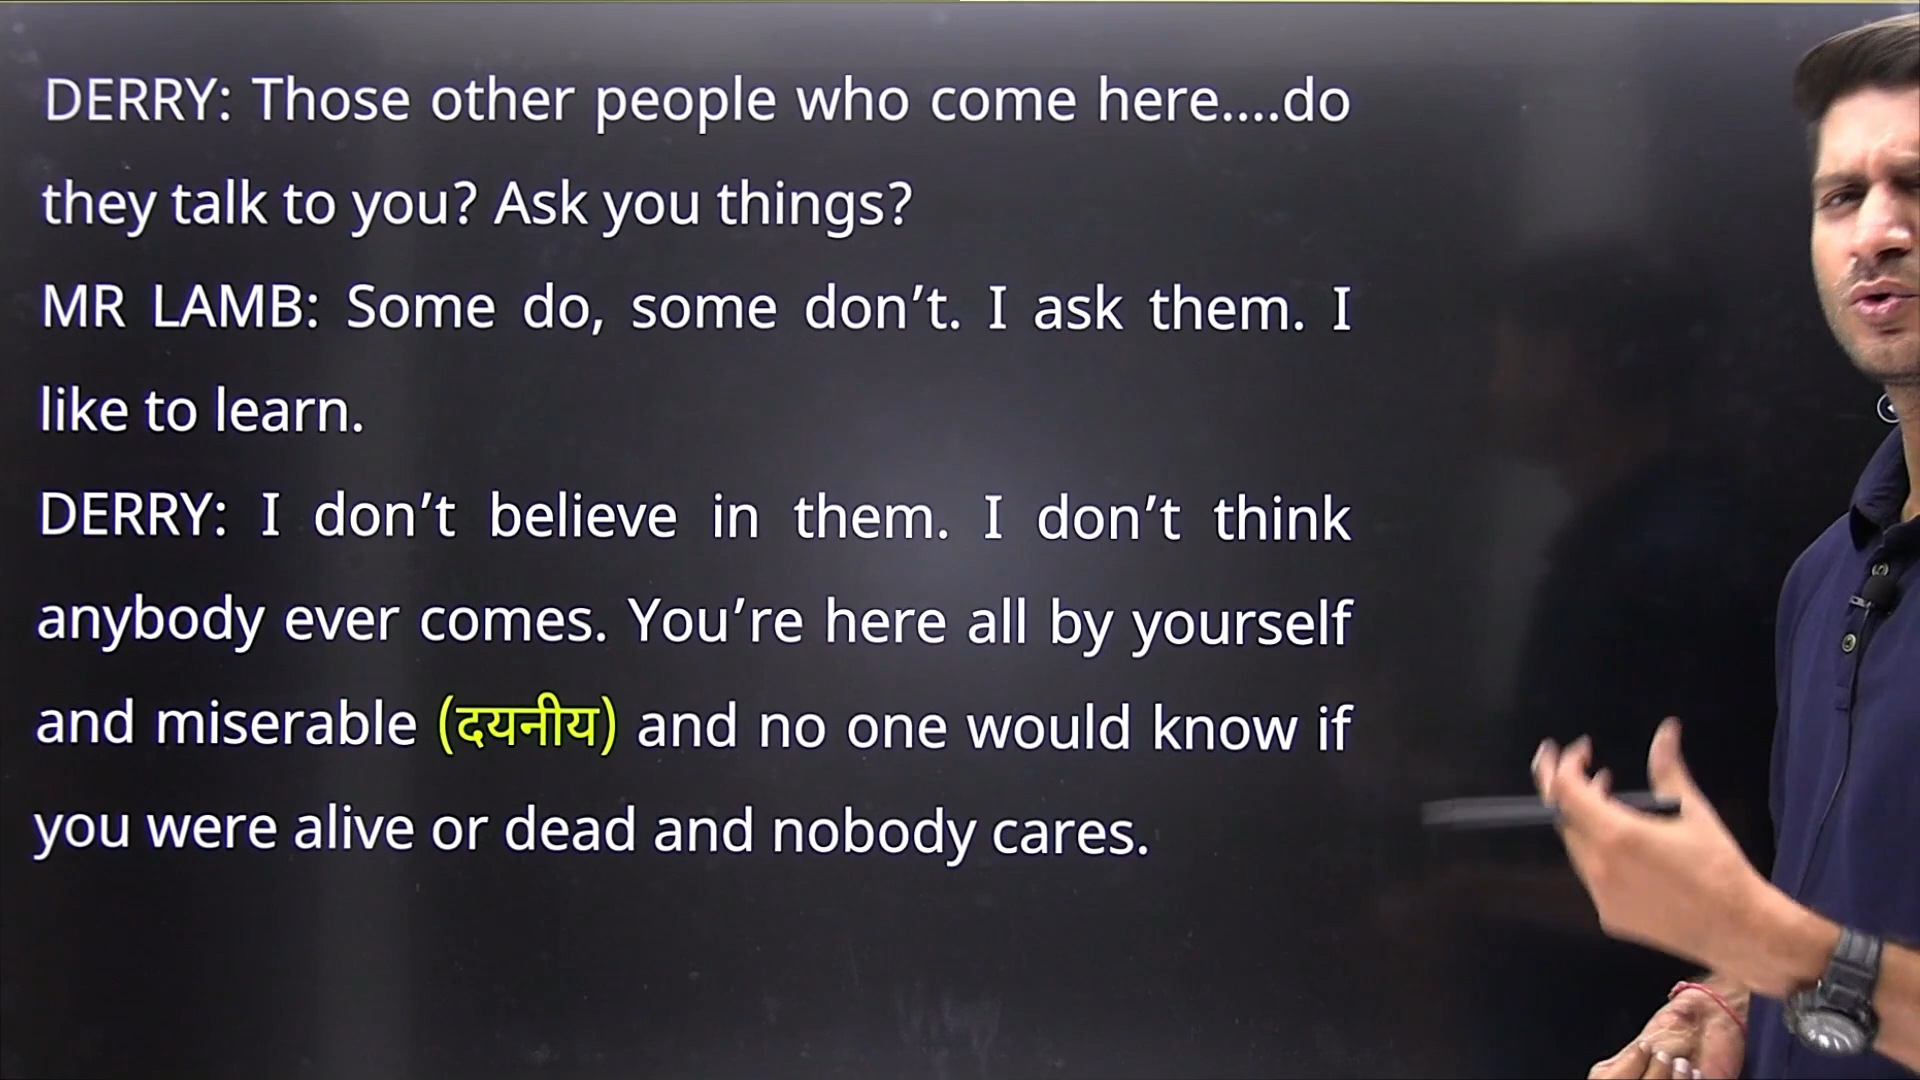 DERRY: Those other people who come here....do
they talk to you? Ask you things?
MR LAMB: Some do, some don’t. I ask them. I
like to learn.
DERRY: I don’t believe in them. I don’t think
anybody ever comes. You’re here all by yourself
and miserable (दयनीय) and no one would know if
you were alive or dead and nobody cares.